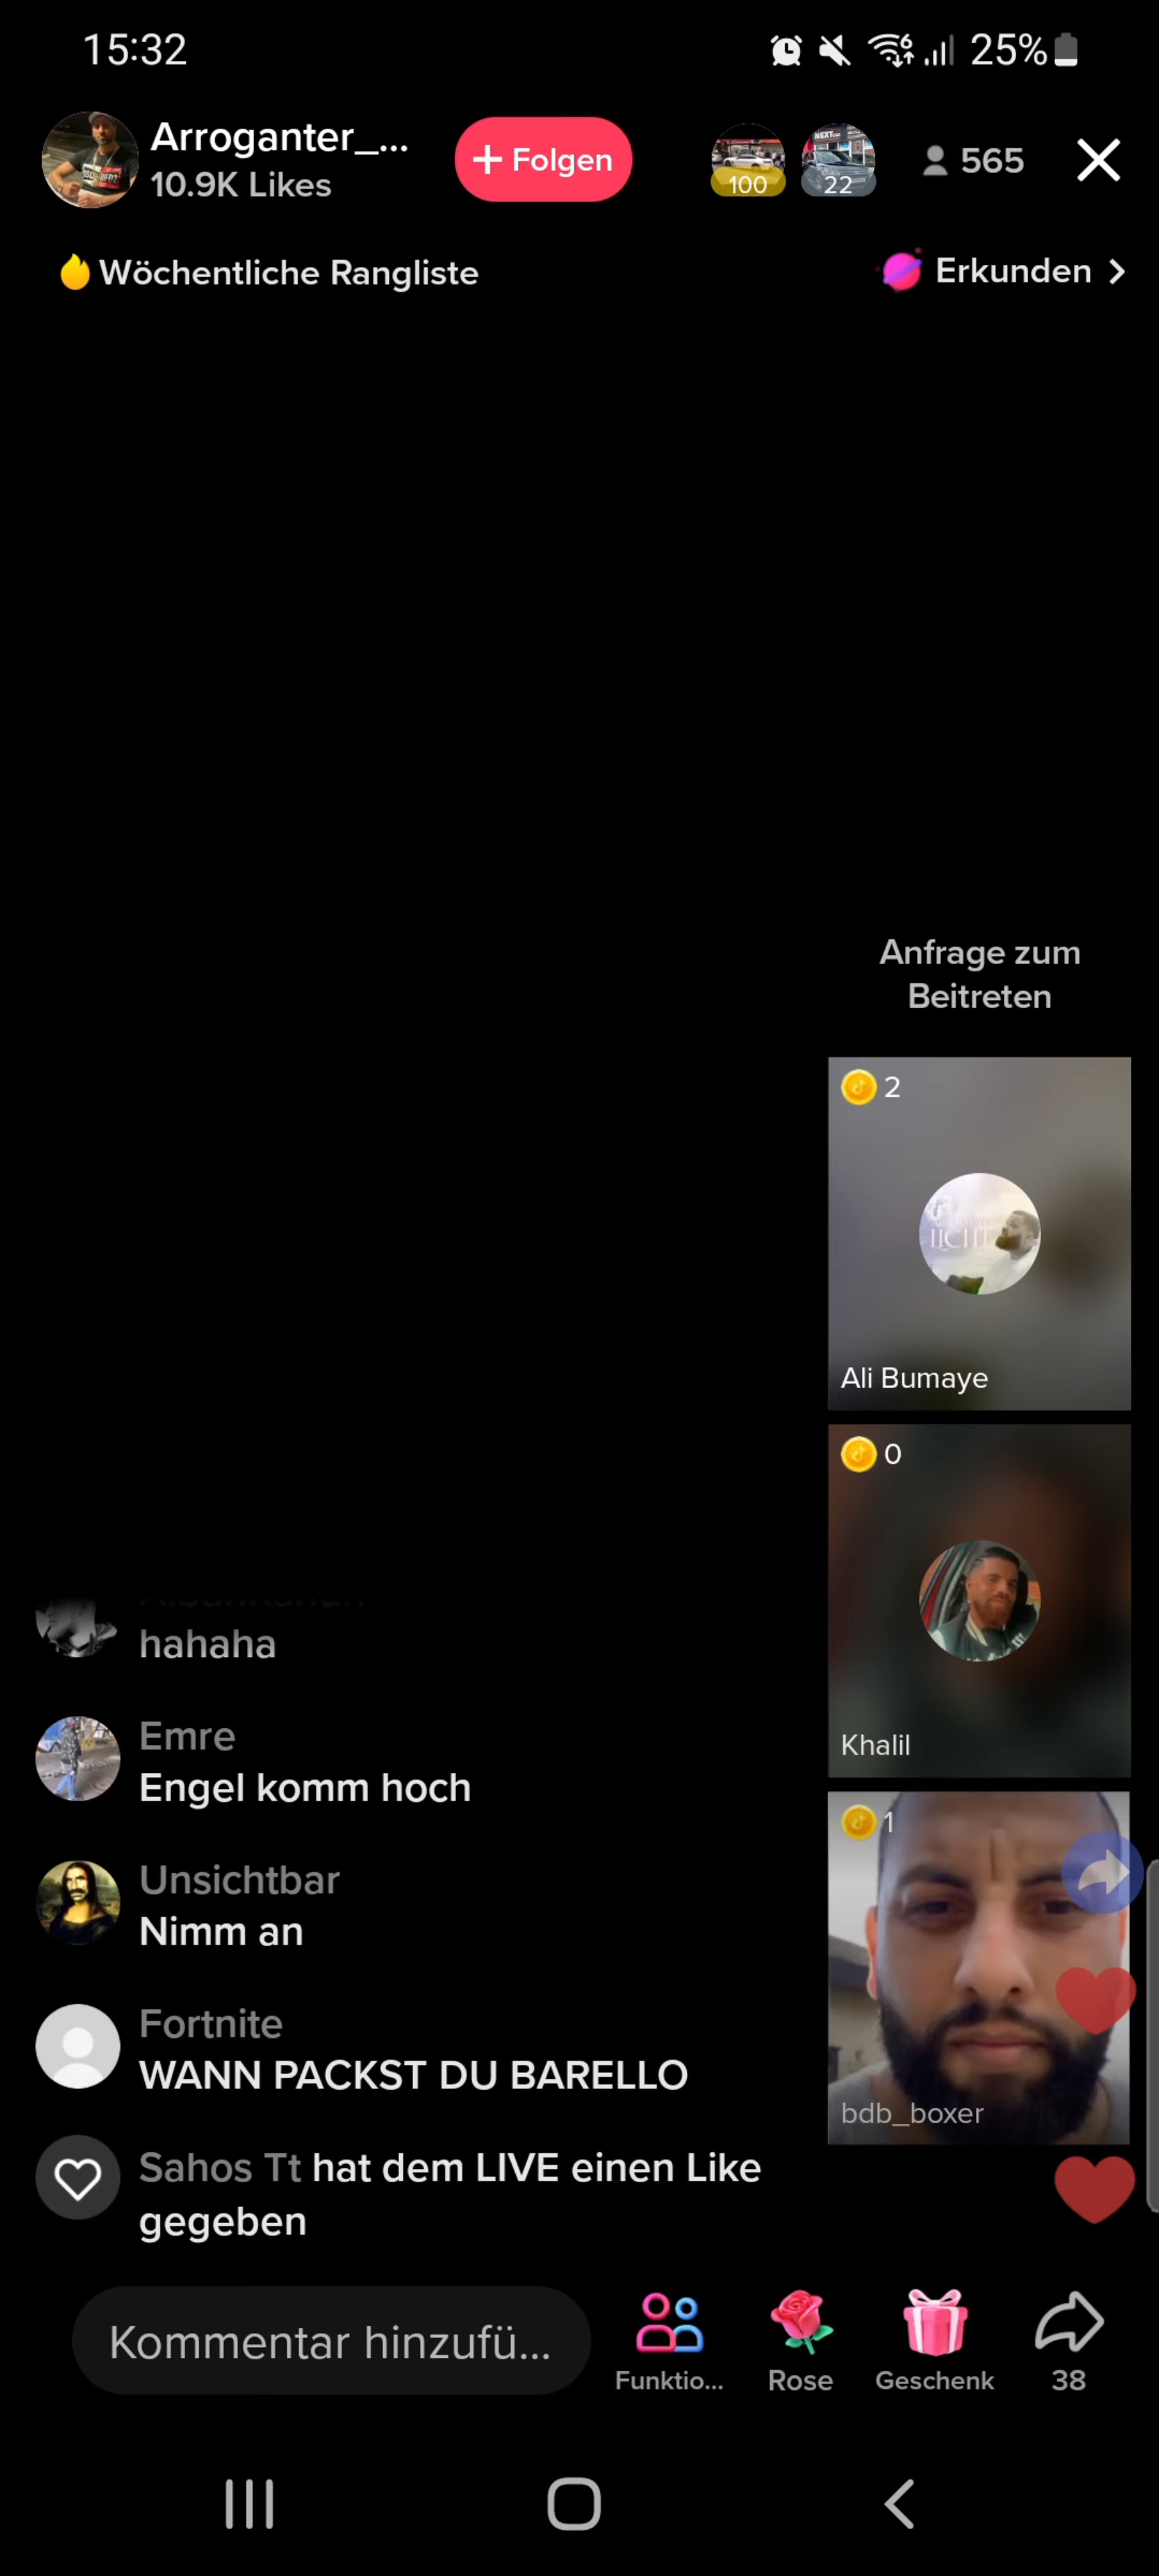 15:32
25%
Arroganter_...
10.9K Likes
+ Folgen
100
22
565
Wöchentliche Rangliste
Erkunden >
Anfrage zum
Beitreten
2
Ali Bumaye
0
Khalil
1
bdb_boxer
hahaha
Emre
Engel komm hoch
Unsichtbar
Nimm an
Fortnite
WANN PACKST DU BARELLO
Sahos Tt hat dem LIVE einen Like
gegeben
Kommentar hinzufü...
Funktio...
Rose
Geschenk
38